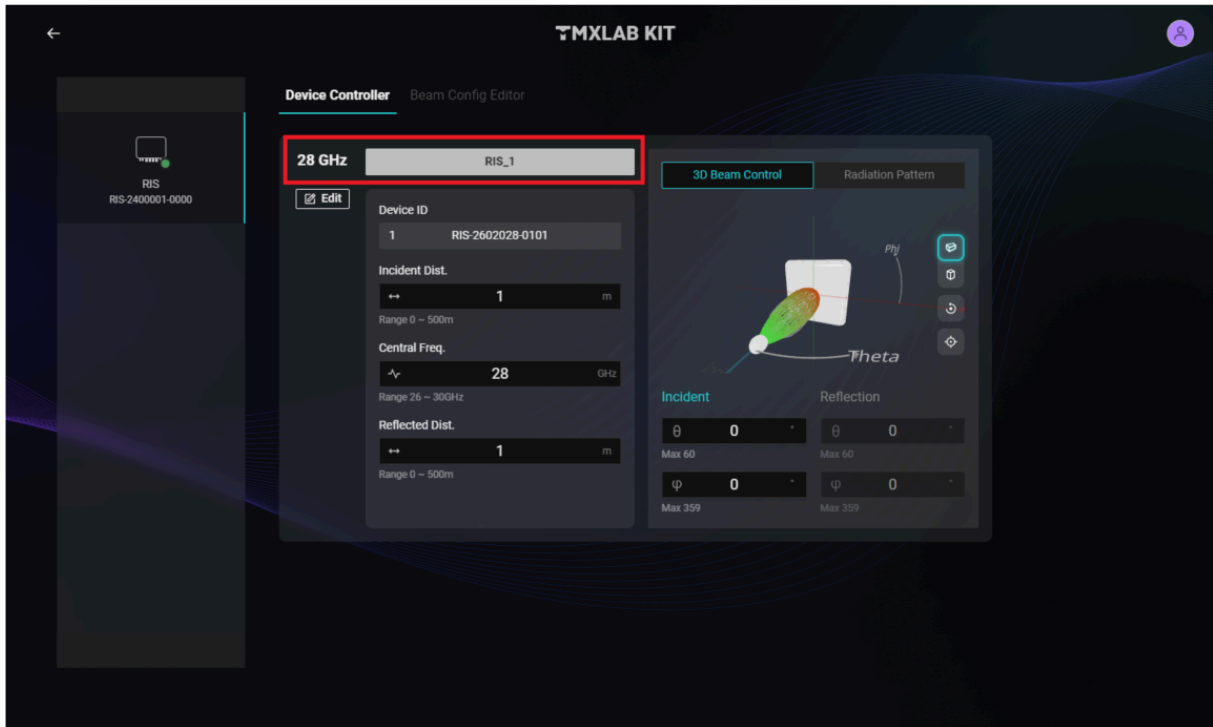 TMXLAB KIT
Device Controller
Beam Config Editor
RIS
RIS-2400001-0000
28 GHz
RIS_1
Edit
Device ID
1 RIS-2602028-0101
Incident Dist.
1 m
Range 0 ~ 500m
Central Freq.
28 GHz
Range 26 ~ 30GHz
Reflected Dist.
1 m
Range 0 ~ 500m
3D Beam Control
Radiation Pattern
Phi
Theta
Incident
θ 0 °
Max 60
φ 0 °
Max 359
Reflection
θ 0 °
Max 60
φ 0 °
Max 359